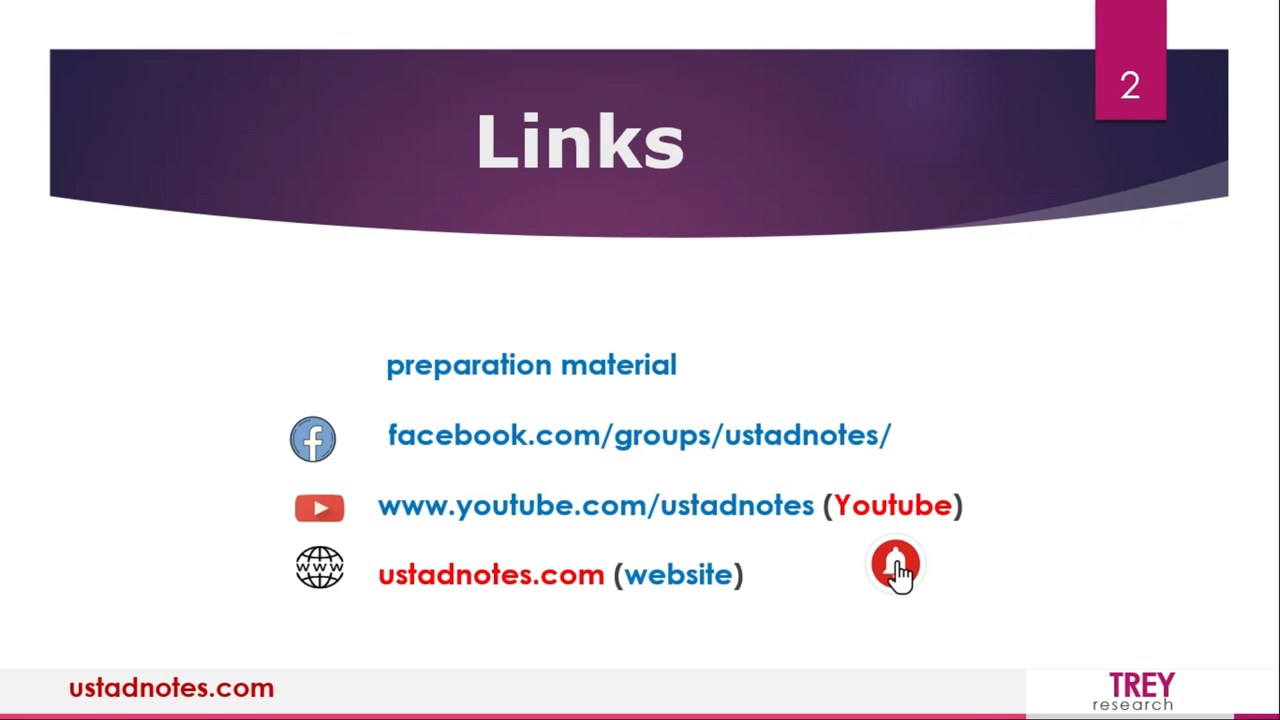 2
Links
preparation material
facebook.com/groups/ustadnotes/
www.youtube.com/ustadnotes (Youtube)
www
ustadnotes.com (website)
ustadnotes.com
TREY
research